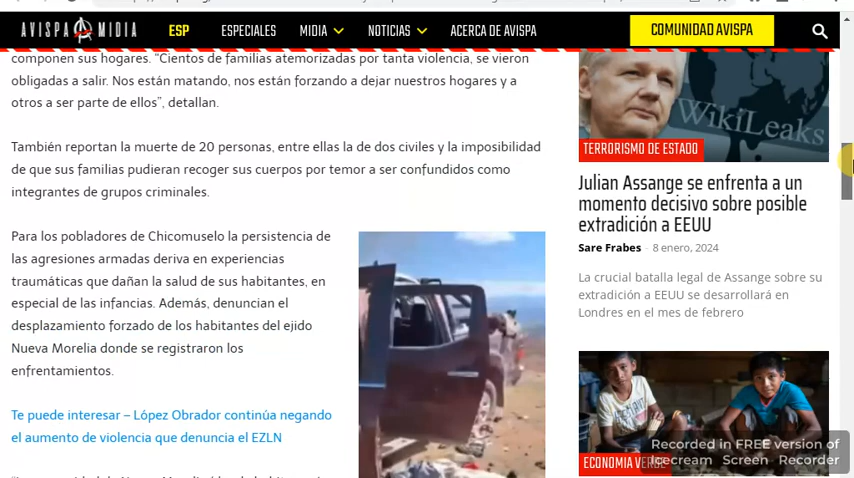 AVISPA MIDIA
ESP
ESPECIALES
MIDIA
NOTICIAS
ACERCA DE AVISPA
COMUNIDAD AVISPA
componen sus hogares. “Cientos de familias atemorizadas por tanta violencia, se vieron
obligadas a salir. Nos están matando, nos están forzando a dejar nuestros hogares y a
otros a ser parte de ellos”, detallan.
También reportan la muerte de 20 personas, entre ellas la de dos civiles y la imposibilidad
de que sus familias pudieran recoger sus cuerpos por temor a ser confundidos como
integrantes de grupos criminales.
Para los pobladores de Chicomuselo la persistencia de
las agresiones armadas deriva en experiencias
traumáticas que dañan la salud de sus habitantes, en
especial de las infancias. Además, denuncian el
desplazamiento forzado de los habitantes del ejido
Nueva Morelia donde se registraron los
enfrentamientos.
Te puede interesar – López Obrador continúa negando
el aumento de violencia que denuncia el EZLN
WikiLeaks
TERRORISMO DE ESTADO
Julian Assange se enfrenta a un
momento decisivo sobre posible
extradición a EEUU
Sare Frabes - 8 enero, 2024
La crucial batalla legal de Assange sobre su
extradición a EEUU se desarrollará en
Londres en el mes de febrero
ECONOMIA VERDE
Recorded in FREE version of
Icecream Screen Recorder